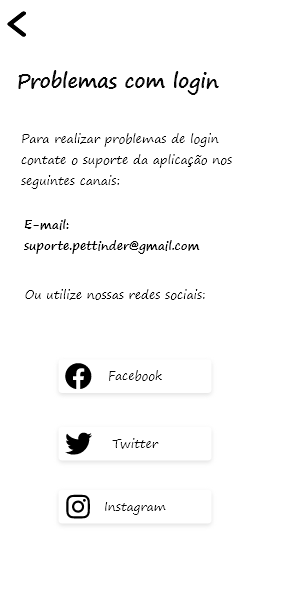 Problemas com login
Para realizar problemas de login
contate o suporte da aplicação nos
seguintes canais:
E-mail:
suporte.pettinder@gmail.com
Ou utilize nossas redes sociais:
Facebook
Twitter
Instagram